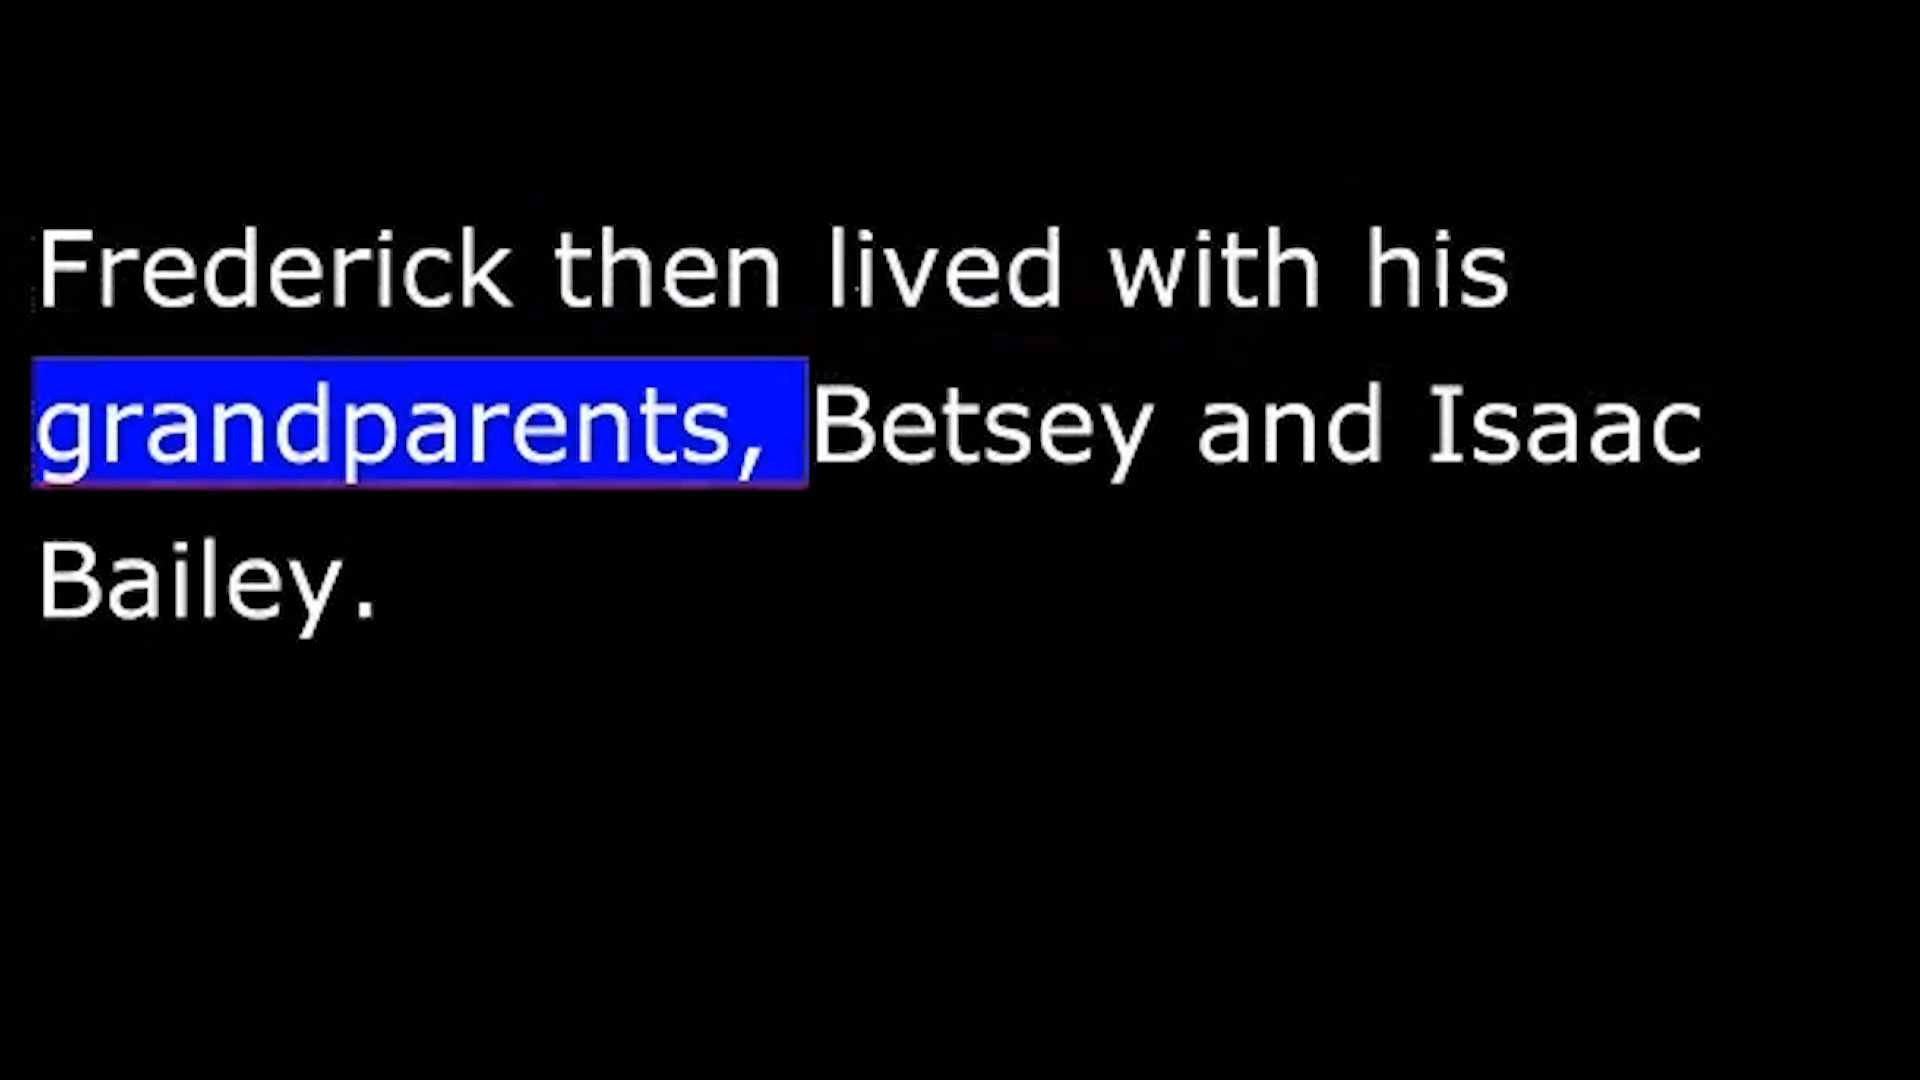 Frederick then lived with his
grandparents, Betsey and Isaac
Bailey.